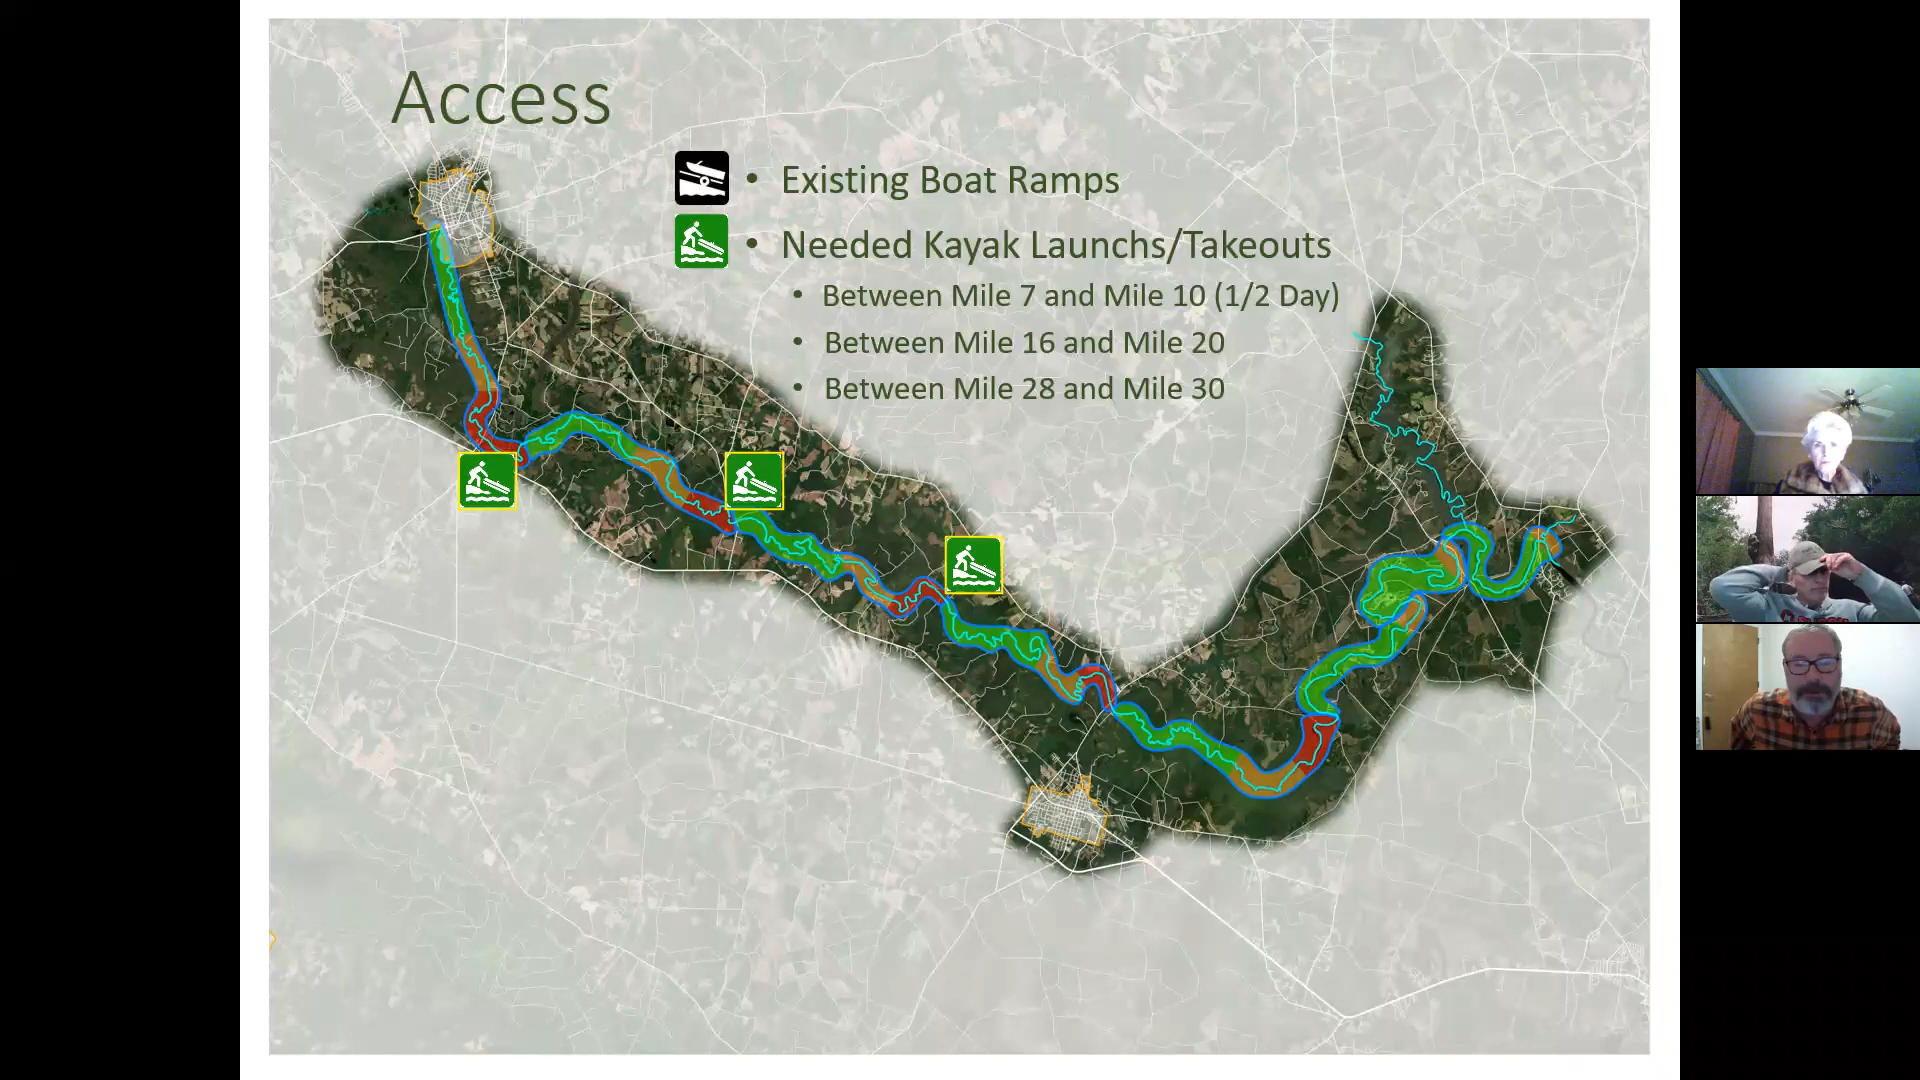 Access
• Existing Boat Ramps
• Needed Kayak Launchs/Takeouts
• Between Mile 7 and Mile 10 (1/2 Day)
• Between Mile 16 and Mile 20
• Between Mile 28 and Mile 30